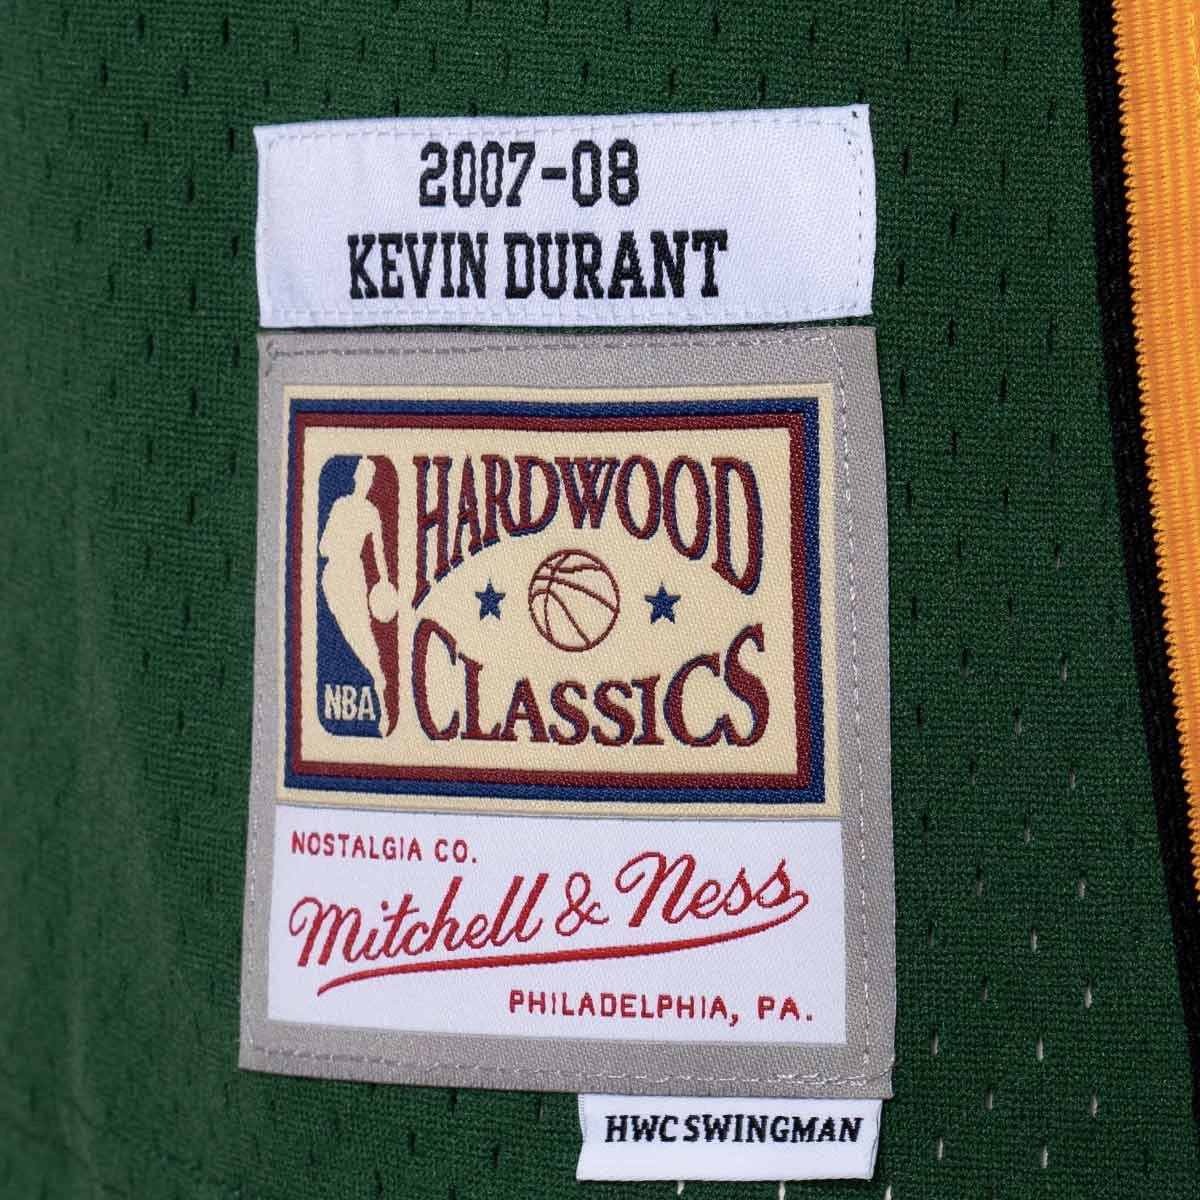 2007-08
KEVIN DURANT
HARDWOOD
NBA
CLASSICS
NOSTALGIA CO.
Mitchell & Ness
PHILADELPHIA, PA.
HWC SWINGMAN